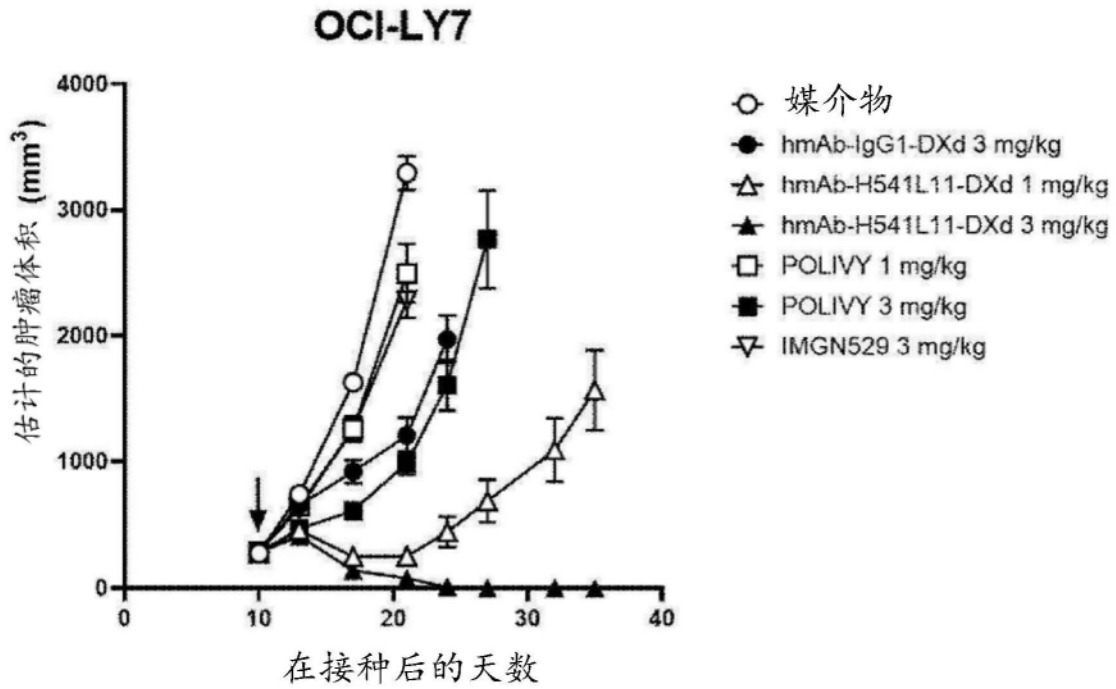 OCI-LY7
估计的肿瘤体积 (mm³)
4000
3000
2000
1000
0
0
10
20
30
40
在接种后的天数
媒介物
hmAb-IgG1-DXd 3 mg/kg
hmAb-H541L11-DXd 1 mg/kg
hmAb-H541L11-DXd 3 mg/kg
POLIVY 1 mg/kg
POLIVY 3 mg/kg
IMGN529 3 mg/kg